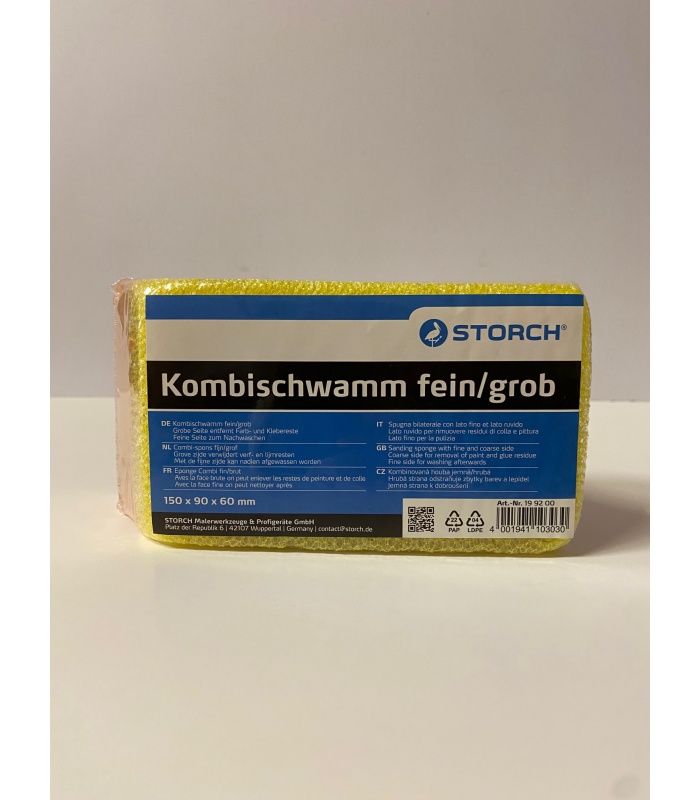 STORCH®
Kombischwamm fein/grob
DE Kombischwamm fein/grob
Grobe Seite entfernt Farb- und Klebereste
Feine Seite zum Nachwaschen
NL Combi-spons fijn/grof
Grove zijde verwijdert verf- en lijmresten
Met de fijne zijde kan nadien afgewassen worden
FR Eponge Combi fin/brut
Avec la face brute on peut enlever les restes de peinture et de colle
Avec la face fine on peut nettoyer après
150 x 90 x 60 mm
IT Spugna bilaterale con lato fino et lato ruvido
Lato ruvido per rimuovere residui di colla e pittura
Lato fino per la pulizia
GB Sanding sponge with fine and coarse side
Coarse side for removal of paint and glue residue
Fine side for washing afterwards
CZ Kombinovaná houba jemná/hrubá
Hrubá strana odstraňuje zbytky barev a lepidel
Jemná strana k dobroušení
STORCH Malerwerkzeuge & Profigeräte GmbH
Platz der Republik 6 | 42107 Wuppertal | Germany | contact@storch.de
22
PAP
04
LDPE
Art.-Nr. 19 92 00
4 001941 103030